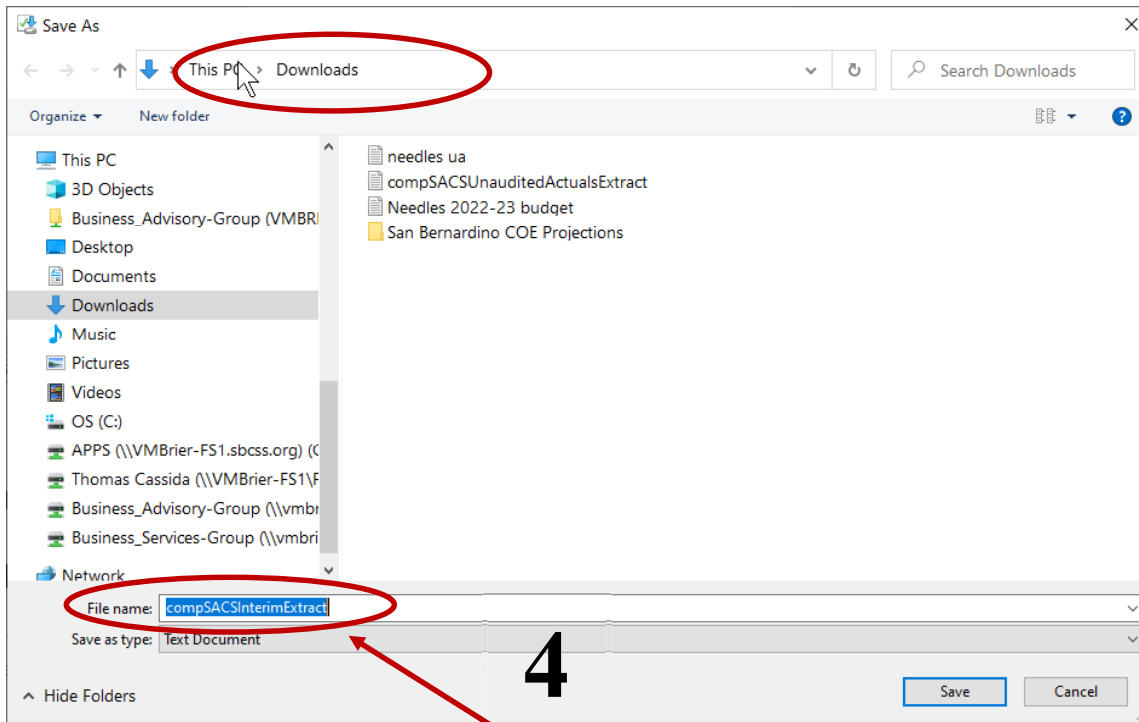 Save As
This PC > Downloads
Search Downloads
Organize
New folder
This PC
3D Objects
Business_Advisory-Group (VMBRI
Desktop
Documents
Downloads
Music
Pictures
Videos
OS (C:)
APPS (\\VMBrier-FS1.sbcss.org) (G
Thomas Cassida (\\VMBrier-FS1\F
Business_Advisory-Group (\\vmbr
Business_Services-Group (\\vmbri
Network
needles ua
compSACSUnauditedActualsExtract
Needles 2022-23 budget
San Bernardino COE Projections
File name: compSACSInterimExtract
Save as type: Text Document
4
Hide Folders
Save
Cancel